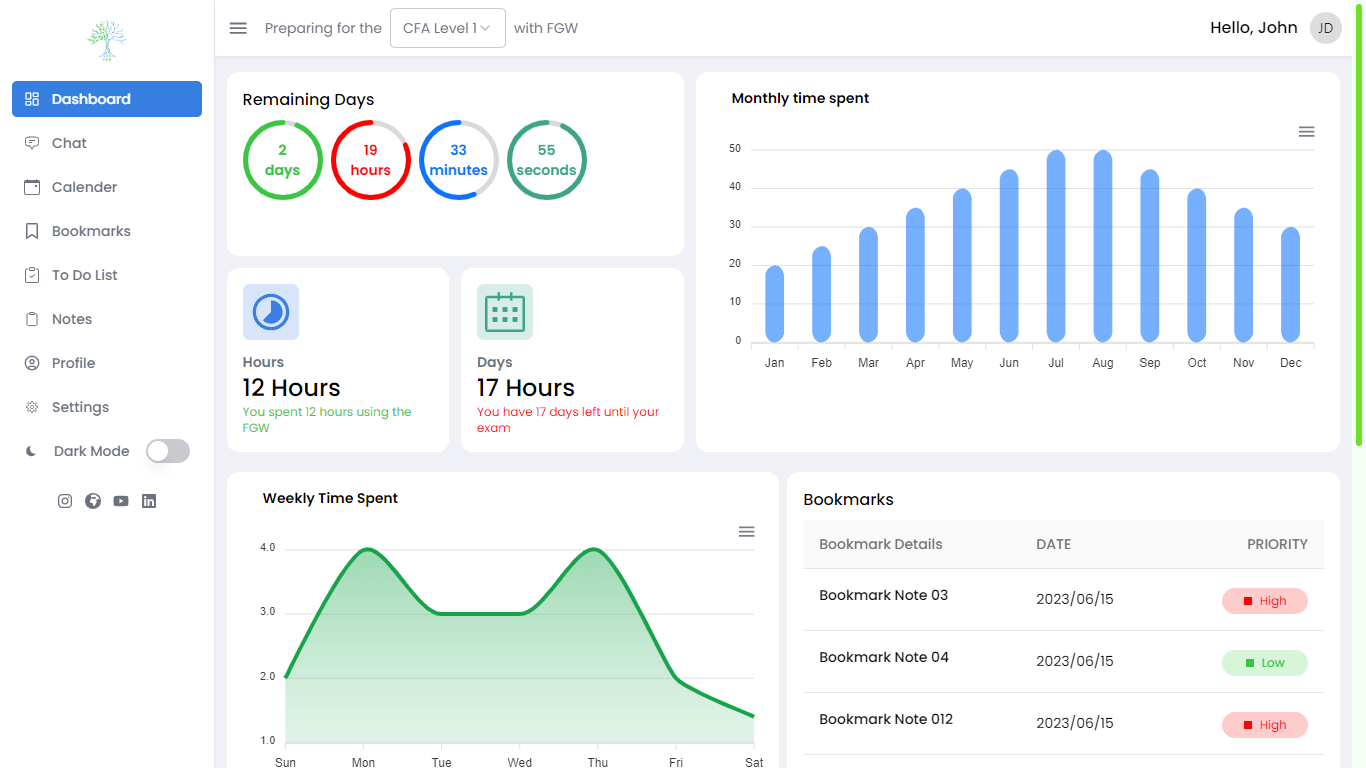 Preparing for the CFA Level 1 with FGW
Hello, John JD
Dashboard
Chat
Calender
Bookmarks
To Do List
Notes
Profile
Settings
Dark Mode
Remaining Days
2 days
19 hours
33 minutes
55 seconds
Hours
12 Hours
You spent 12 hours using the
FGW
Days
17 Hours
You have 17 days left until your
exam
Monthly time spent
50
40
30
20
10
0
Jan Feb Mar Apr May Jun Jul Aug Sep Oct Nov Dec
Weekly Time Spent
4.0
3.0
2.0
1.0
Sun Mon Tue Wed Thu Fri Sat
Bookmarks
Bookmark Details DATE PRIORITY
Bookmark Note 03 2023/06/15 High
Bookmark Note 04 2023/06/15 Low
Bookmark Note 012 2023/06/15 High